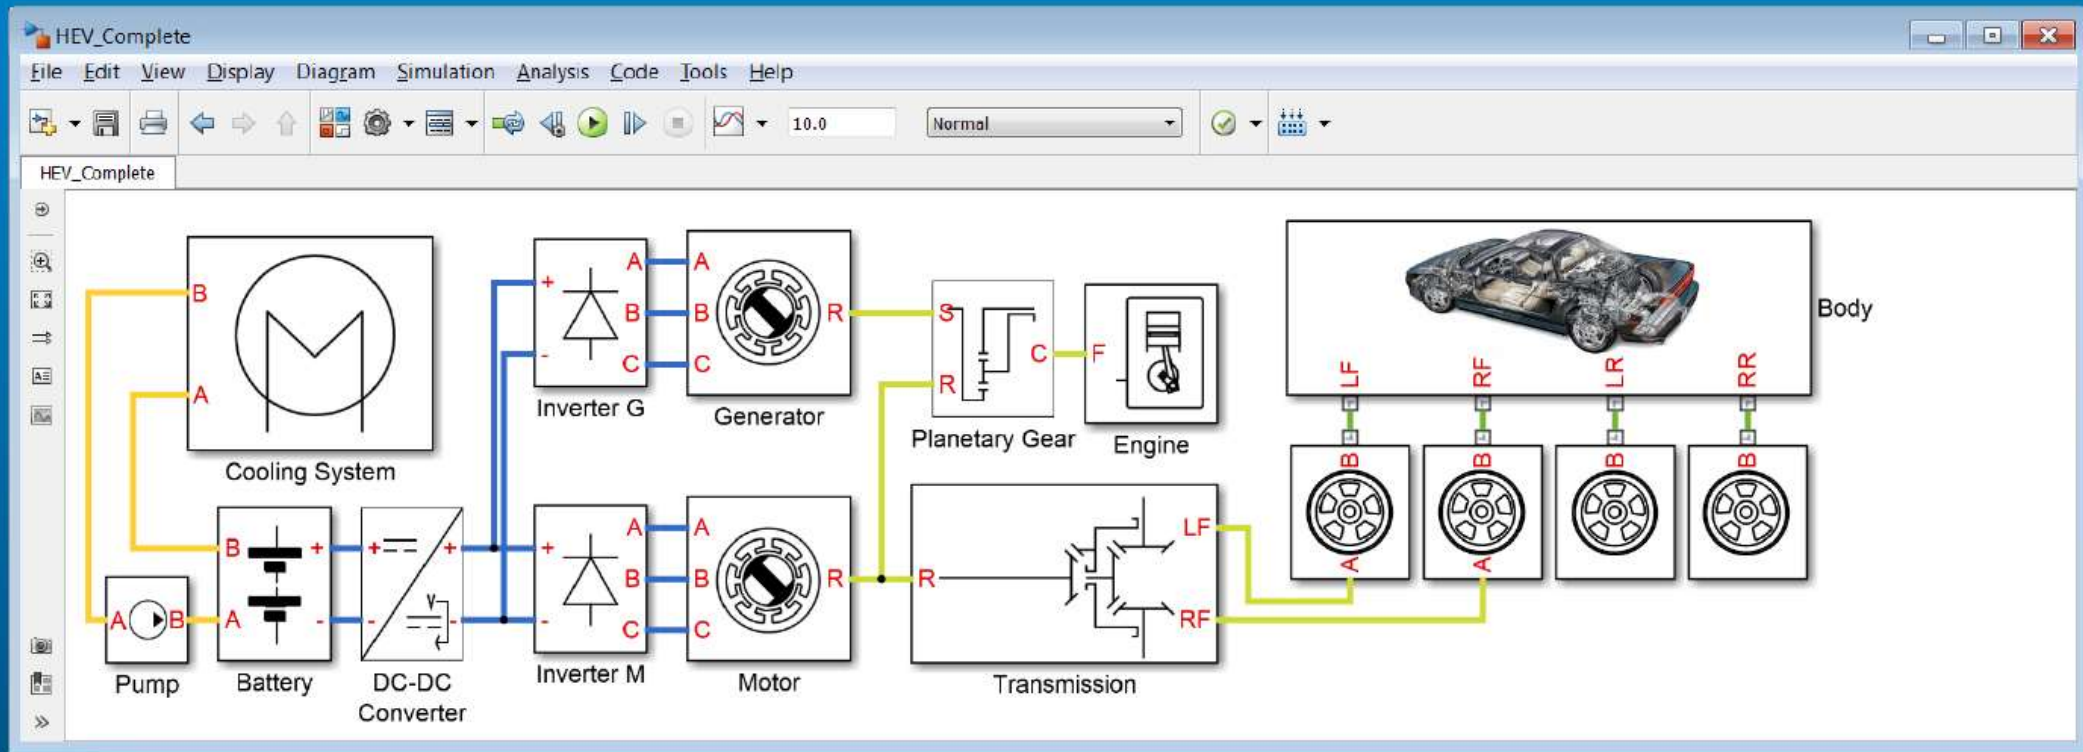 HEV_Complete
File Edit View Display Diagram Simulation Analysis Code Tools Help
10.0 Normal
HEV_Complete
B
A
Cooling System
+
-
A
B
C
Inverter G
A
B
C
R
Generator
S
R
C
Planetary Gear
F
Engine
LF RF LR RR
Body
A B
Pump
B
A
+
-
Battery
+
-
+
-
V
DC-DC
Converter
+
-
A
B
C
Inverter M
A
B
C
R
Motor
R
LF
RF
Transmission
B B B B
A A